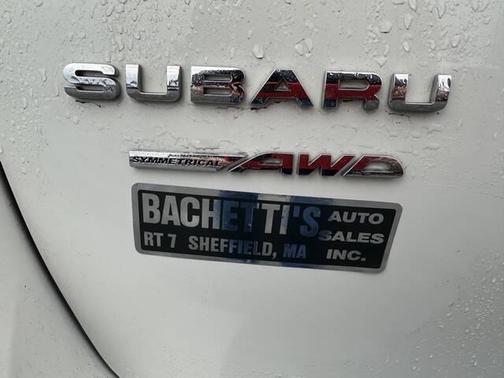 SUBARU
SYMMETRICAL AWD
BACHETTI'S AUTO SALES INC.
RT 7 SHEFFIELD, MA